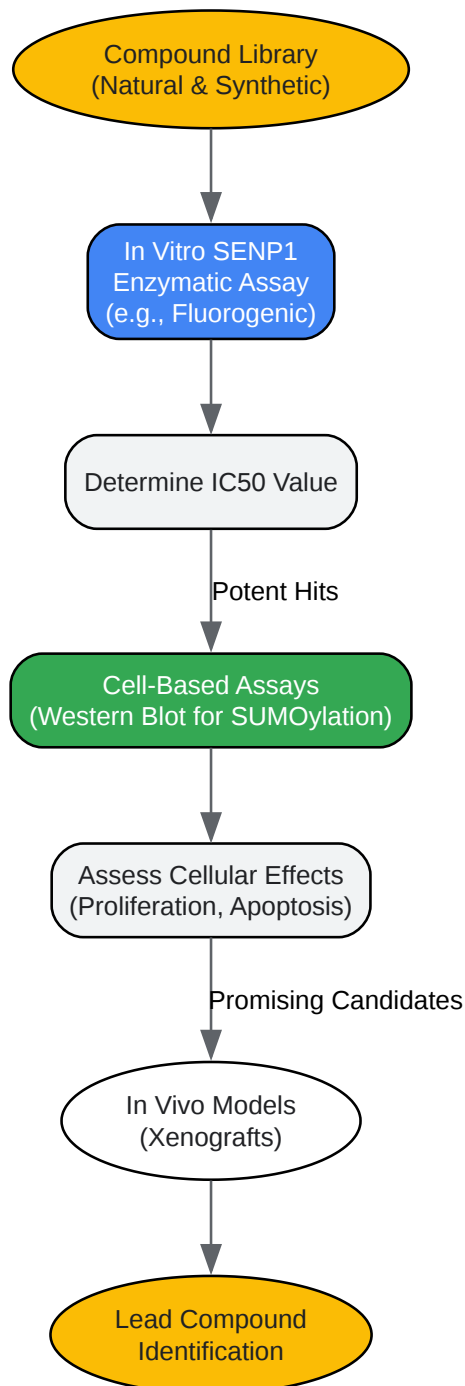 Compound Library
(Natural & Synthetic)
In Vitro SENP1
Enzymatic Assay
(e.g., Fluorogenic)
Determine IC50 Value
Potent Hits
Cell-Based Assays
(Western Blot for SUMOylation)
Assess Cellular Effects
(Proliferation, Apoptosis)
Promising Candidates
In Vivo Models
(Xenografts)
Lead Compound
Identification